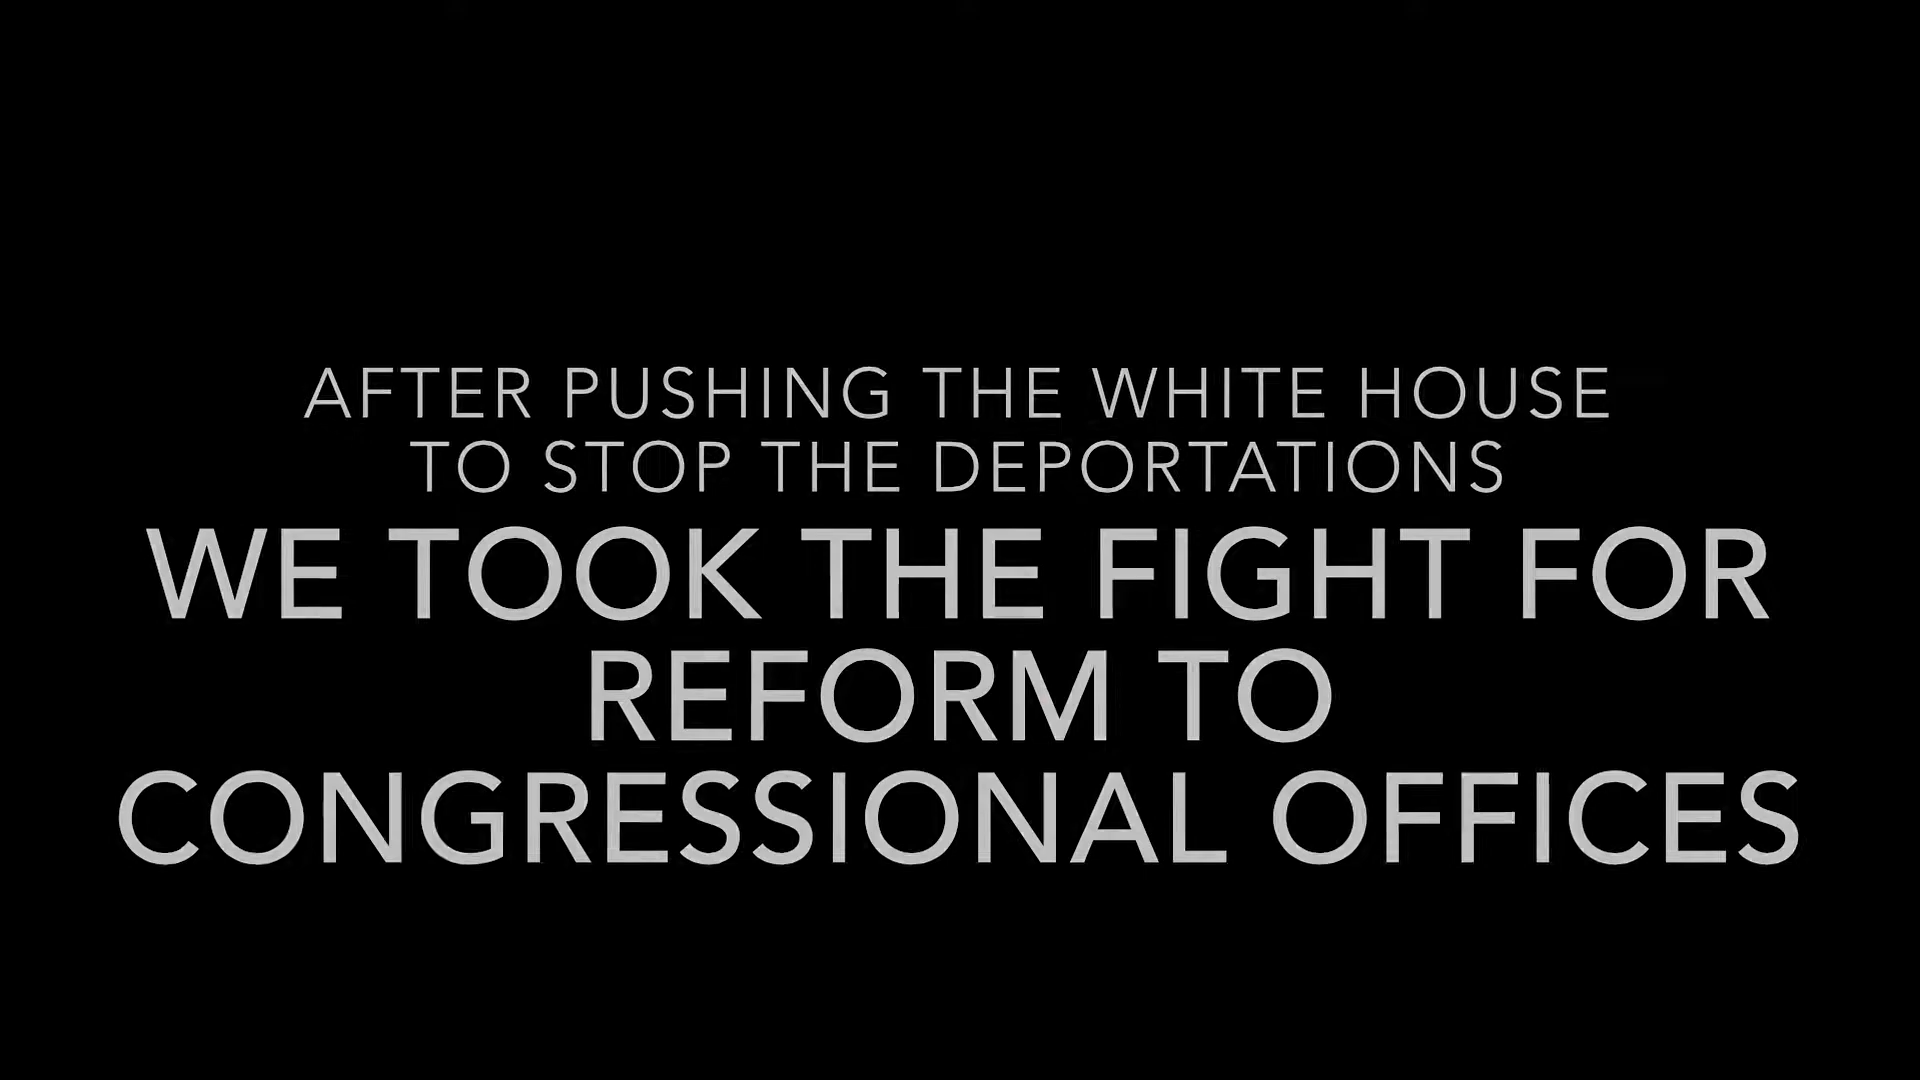 AFTER PUSHING THE WHITE HOUSE
TO STOP THE DEPORTATIONS
WE TOOK THE FIGHT FOR
REFORM TO
CONGRESSIONAL OFFICES